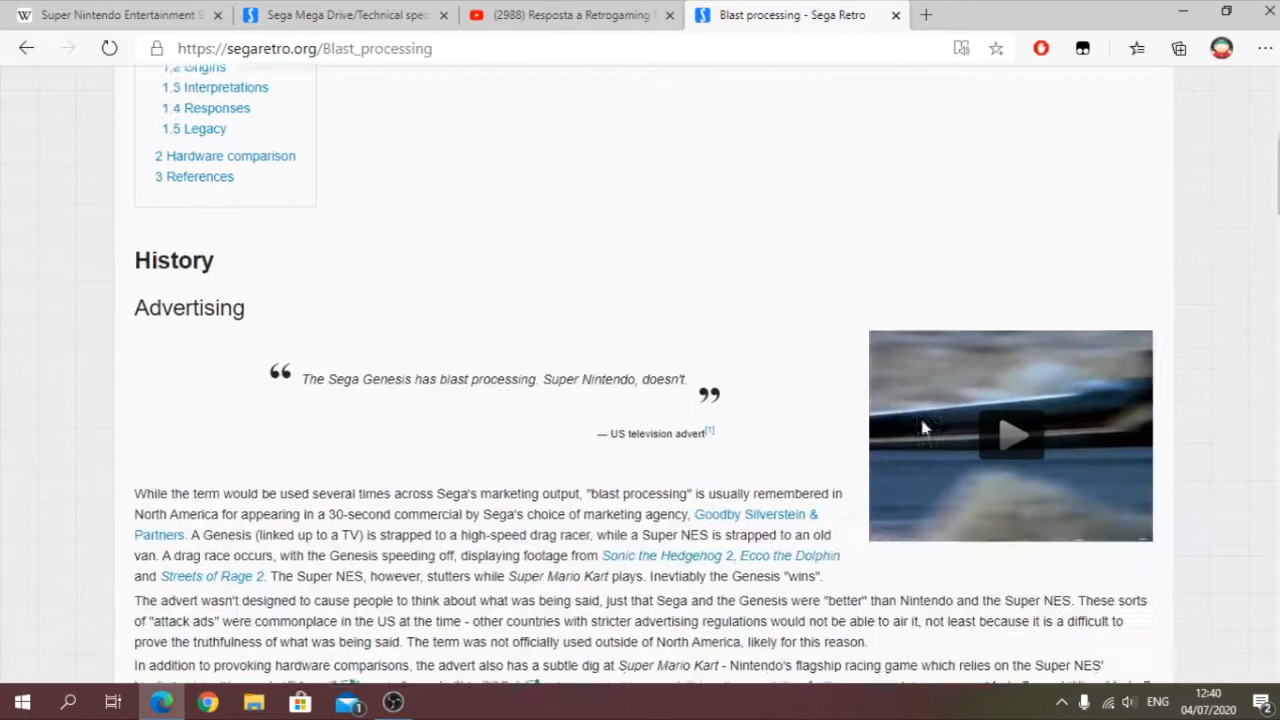 Super Nintendo Entertainment S
Sega Mega Drive/Technical spec
(2988) Resposta a Retrogaming
Blast processing - Sega Retro
https://segaretro.org/Blast_processing
1.2 Origins
1.3 Interpretations
1.4 Responses
1.5 Legacy
2 Hardware comparison
3 References
History
Advertising
“ The Sega Genesis has blast processing. Super Nintendo, doesn't. ”
— US television advert[1]
While the term would be used several times across Sega's marketing output, "blast processing" is usually remembered in
North America for appearing in a 30-second commercial by Sega's choice of marketing agency, Goodby Silverstein &
Partners. A Genesis (linked up to a TV) is strapped to a high-speed drag racer, while a Super NES is strapped to an old
van. A drag race occurs, with the Genesis speeding off, displaying footage from Sonic the Hedgehog 2, Ecco the Dolphin
and Streets of Rage 2. The Super NES, however, stutters while Super Mario Kart plays. Inevtiably the Genesis "wins".
The advert wasn't designed to cause people to think about what was being said, just that Sega and the Genesis were "better" than Nintendo and the Super NES. These sorts
of "attack ads" were commonplace in the US at the time - other countries with stricter advertising regulations would not be able to air it, not least because it is a difficult to
prove the truthfulness of what was being said. The term was not officially used outside of North America, likely for this reason.
In addition to provoking hardware comparisons, the advert also has a subtle dig at Super Mario Kart - Nintendo's flagship racing game which relies on the Super NES'
ENG
12:40
04/07/2020